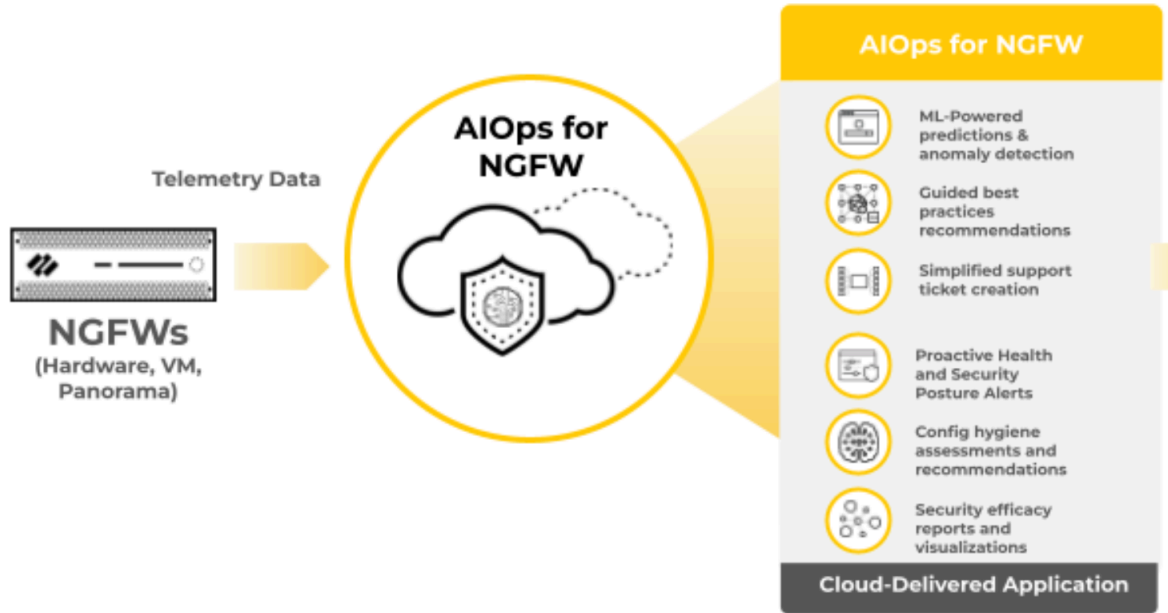 Telemetry Data
NGFWs
(Hardware, VM,
Panorama)
AIOps for
NGFW
AIOps for NGFW
ML-Powered
predictions &
anomaly detection
Guided best
practices
recommendations
Simplified support
ticket creation
Proactive Health
and Security
Posture Alerts
Config hygiene
assessments and
recommendations
Security efficacy
reports and
visualizations
Cloud-Delivered Application